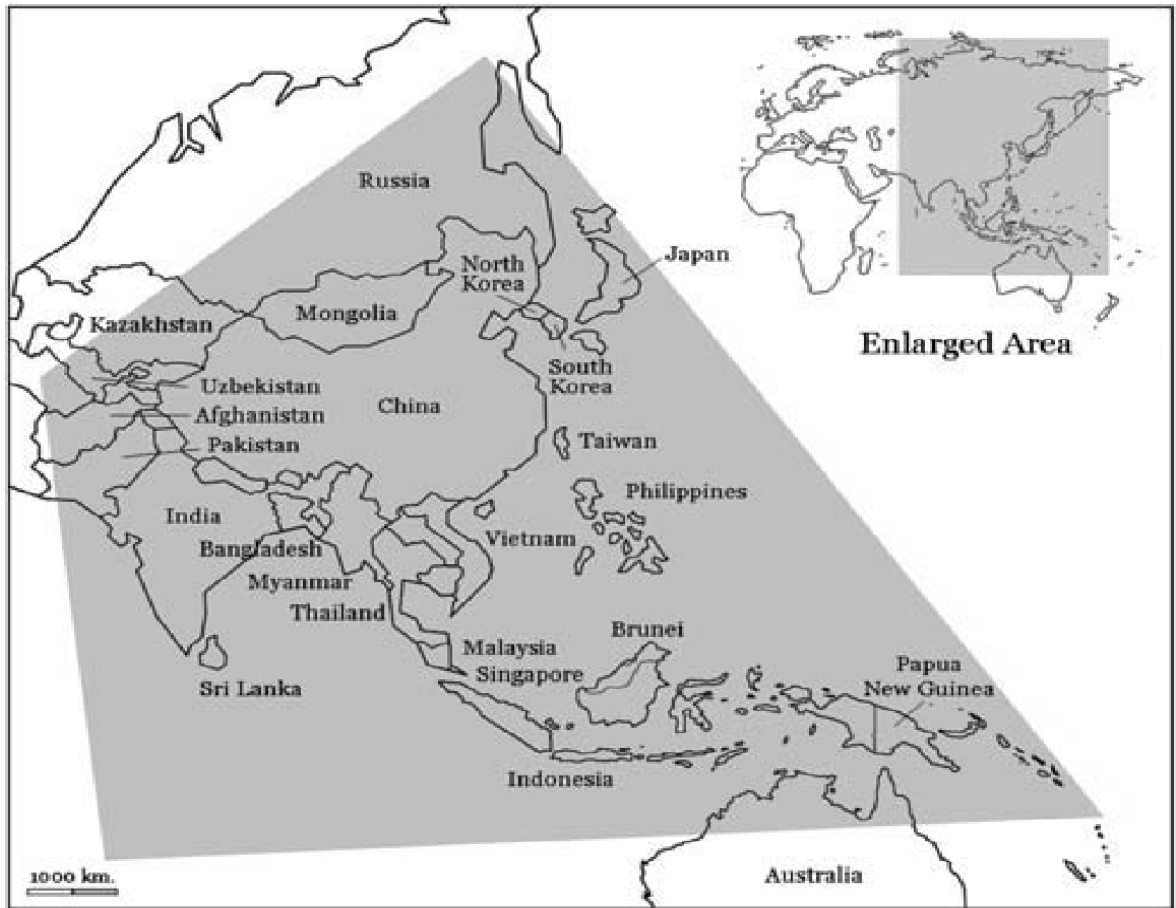 Russia
Japan
North
Korea
Mongolia
Kazakhstan
Enlarged Area
South
Korea
Uzbekistan
China
Afghanistan
Pakistan
Taiwan
Philippines
India
Vietnam
Bangladesh
Myanmar
Thailand
Brunei
Malaysia
Singapore
Papua
New Guinea
Sri Lanka
Indonesia
1000 km.
Australia